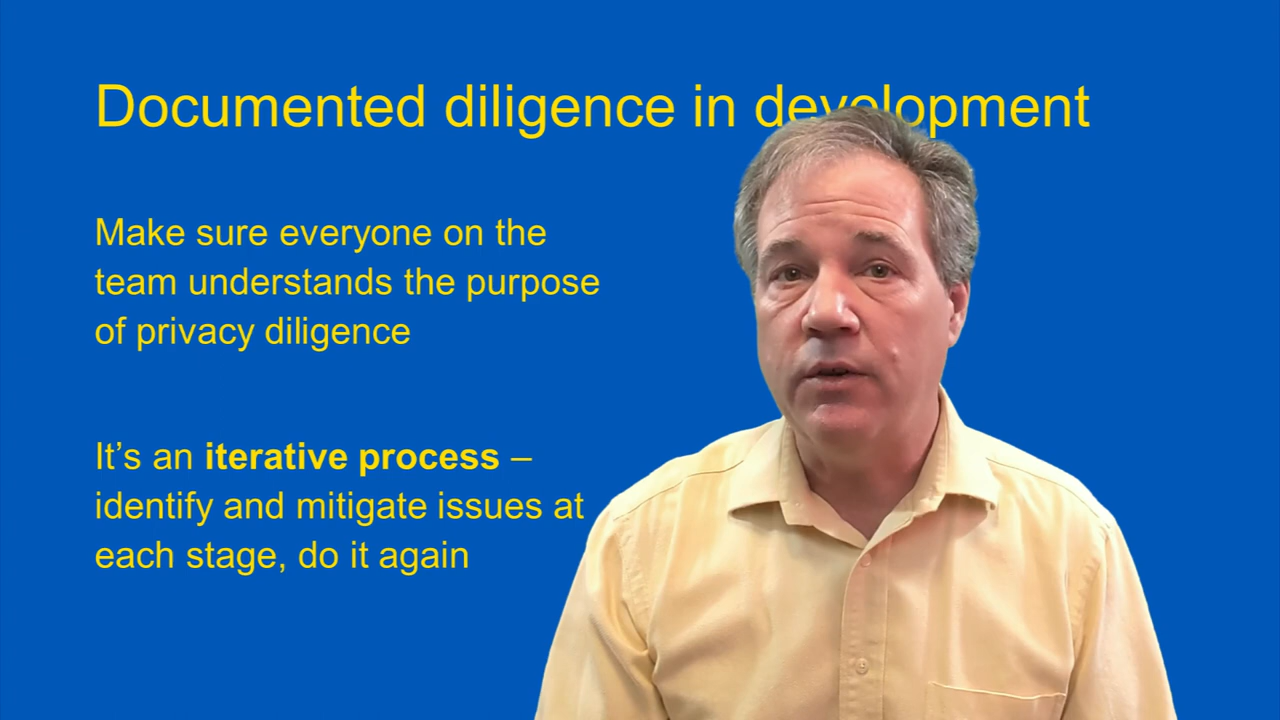 Documented diligence in development
Make sure everyone on the
team understands the purpose
of privacy diligence
It’s an iterative process –
identify and mitigate issues at
each stage, do it again